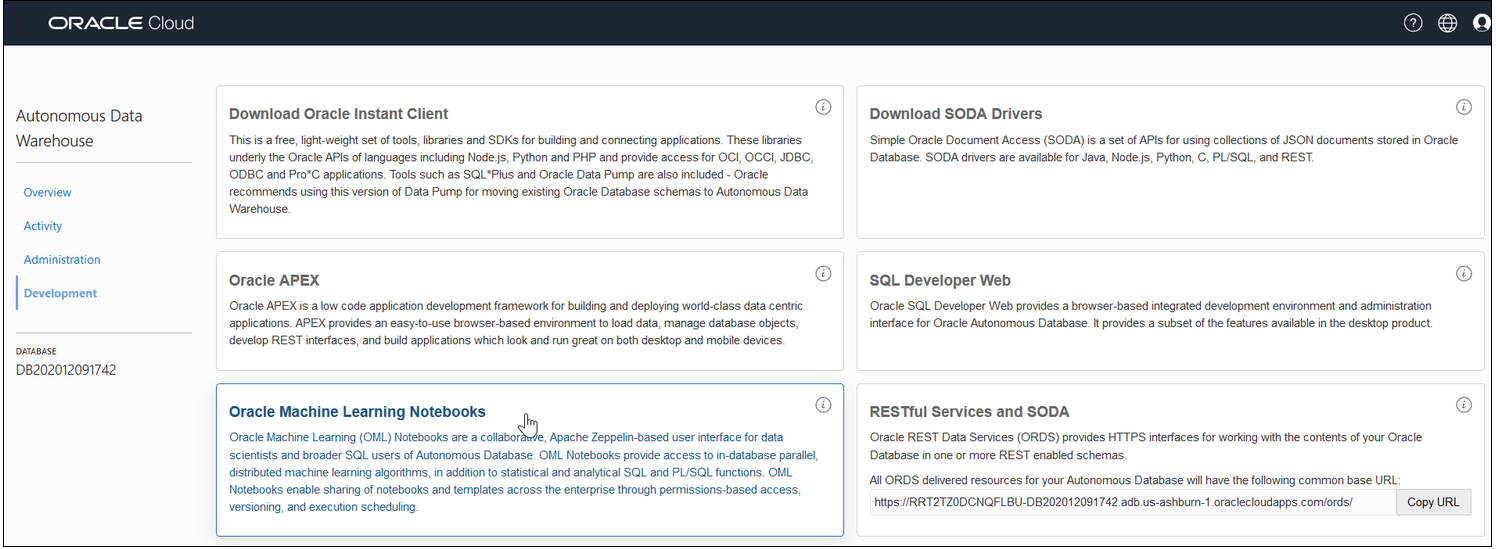 ORACLE Cloud
?
Autonomous Data
Warehouse
Overview
Activity
Administration
Development
DATABASE
DB202012091742
Download Oracle Instant Client
i
This is a free, light-weight set of tools, libraries and SDKs for building and connecting applications. These libraries
underly the Oracle APIs of languages including Node.js, Python and PHP and provide access for OCI, OCCI, JDBC,
ODBC and Pro*C applications. Tools such as SQL*Plus and Oracle Data Pump are also included - Oracle
recommends using this version of Data Pump for moving existing Oracle Database schemas to Autonomous Data
Warehouse.
Download SODA Drivers
i
Simple Oracle Document Access (SODA) is a set of APIs for using collections of JSON documents stored in Oracle
Database. SODA drivers are available for Java, Node.js, Python, C, PL/SQL, and REST.
Oracle APEX
i
Oracle APEX is a low code application development framework for building and deploying world-class data centric
applications. APEX provides an easy-to-use browser-based environment to load data, manage database objects,
develop REST interfaces, and build applications which look and run great on both desktop and mobile devices.
SQL Developer Web
i
Oracle SQL Developer Web provides a browser-based integrated development environment and administration
interface for Oracle Autonomous Database. It provides a subset of the features available in the desktop product.
Oracle Machine Learning Notebooks
i
Oracle Machine Learning (OML) Notebooks are a collaborative, Apache Zeppelin-based user interface for data
scientists and broader SQL users of Autonomous Database. OML Notebooks provide access to in-database parallel,
distributed machine learning algorithms, in addition to statistical and analytical SQL and PL/SQL functions. OML
Notebooks enable sharing of notebooks and templates across the enterprise through permissions-based access,
versioning, and execution scheduling.
RESTful Services and SODA
i
Oracle REST Data Services (ORDS) provides HTTPS interfaces for working with the contents of your Oracle
Database in one or more REST enabled schemas.
All ORDS delivered resources for your Autonomous Database will have the following common base URL:
https://RRT2TZ0DCNQFLBU-DB202012091742.adb.us-ashburn-1.oraclecloudapps.com/ords/
Copy URL